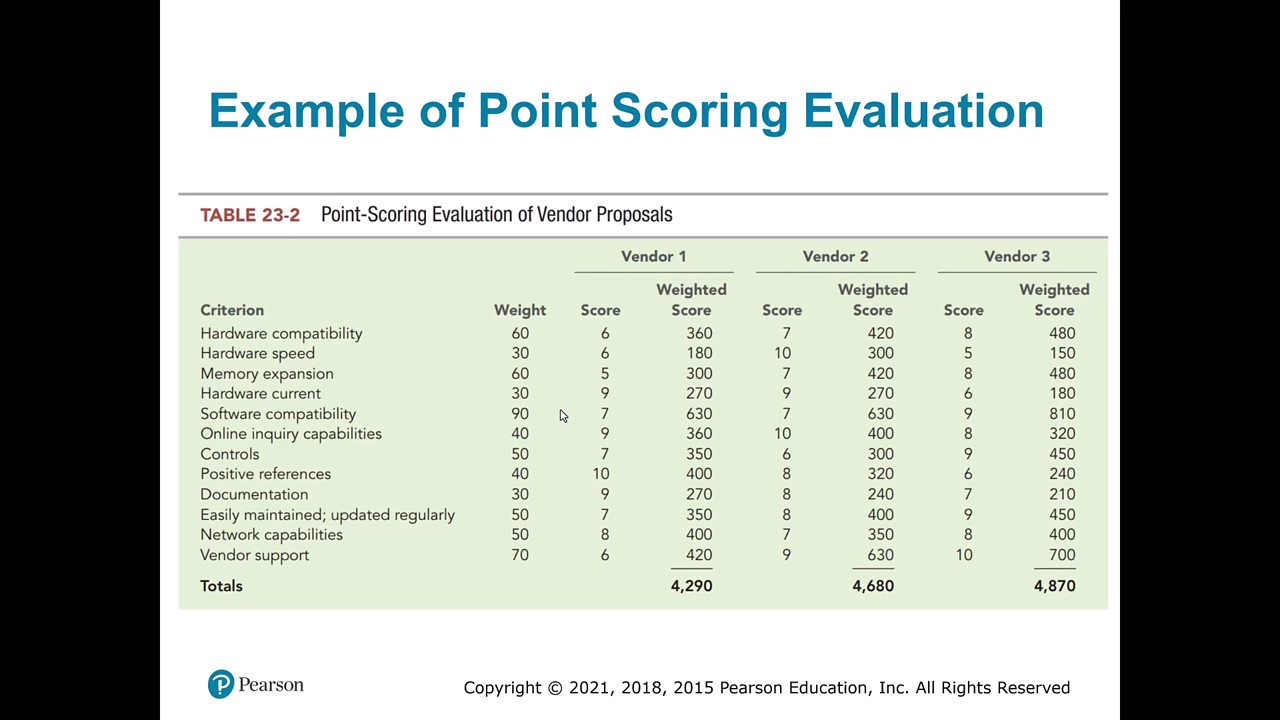 Example of Point Scoring Evaluation
TABLE 23-2 Point-Scoring Evaluation of Vendor Proposals
Vendor 1 Vendor 2 Vendor 3
Weighted Weighted Weighted
Criterion Weight Score Score Score Score Score Score
Hardware compatibility 60 6 360 7 420 8 480
Hardware speed 30 6 180 10 300 5 150
Memory expansion 60 5 300 7 420 8 480
Hardware current 30 9 270 9 270 6 180
Software compatibility 90 7 630 7 630 9 810
Online inquiry capabilities 40 9 360 10 400 8 320
Controls 50 7 350 6 300 9 450
Positive references 40 10 400 8 320 6 240
Documentation 30 9 270 8 240 7 210
Easily maintained; updated regularly 50 7 350 8 400 9 450
Network capabilities 50 8 400 7 350 8 400
Vendor support 70 6 420 9 630 10 700
Totals 4,290 4,680 4,870
P Pearson
Copyright © 2021, 2018, 2015 Pearson Education, Inc. All Rights Reserved